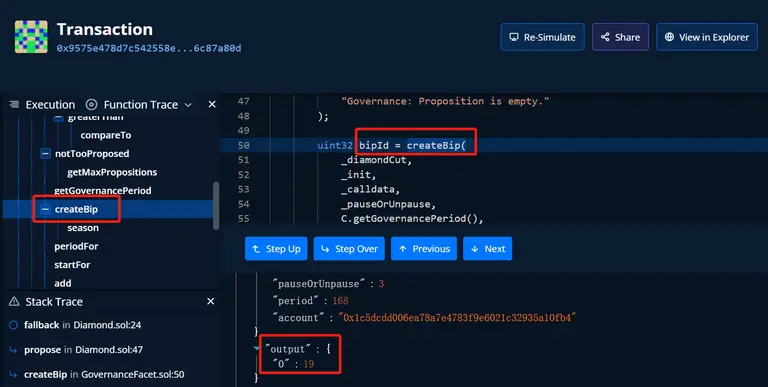 Transaction
0x9575e478d7c542558e...6c87a80d
Re-Simulate
Share
View in Explorer
Execution
Function Trace
greaterThan
compareTo
notTooProposed
getMaxPropositions
getGovernancePeriod
createBip
season
periodFor
startFor
add
Stack Trace
fallback in Diamond.sol:24
propose in Diamond.sol:47
createBip in GovernanceFacet.sol:50
47 "Governance: Proposition is empty."
48 );
49
50 uint32 bipId = createBip(
51 _diamondCut,
52 _init,
53 _calldata,
54 _pauseOrUnpause,
55 C.getGovernancePeriod(),
Step Up
Step Over
Previous
Next
"pauseOrUnpause" : 3
"period" : 168
"account" : "0x1c5dcdd006ea78a7e4783f9e6021c32935a10fb4"
}
"output" : {
"0" : 19
}